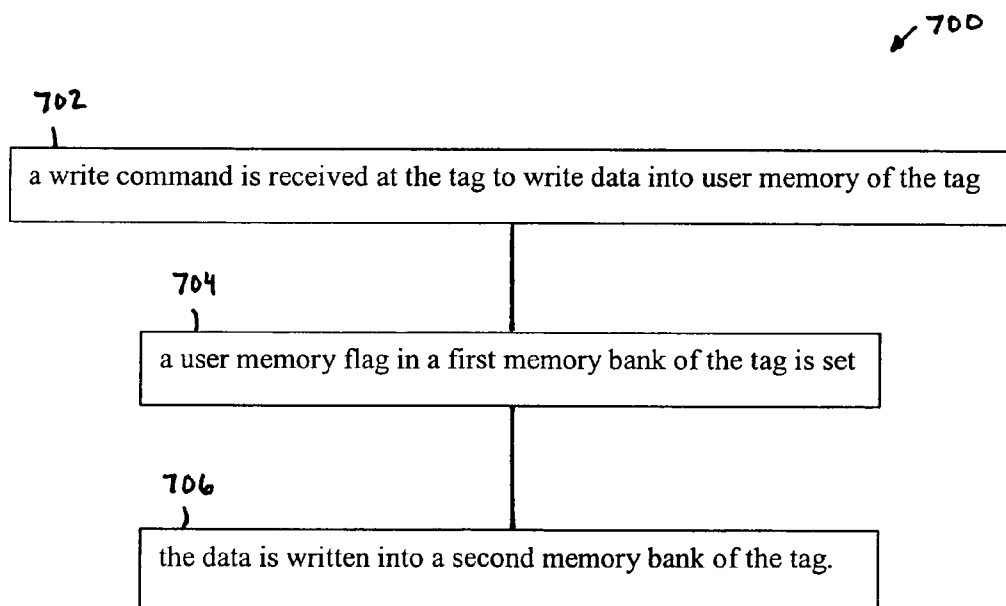 700
702
a write command is received at the tag to write data into user memory of the tag
704
a user memory flag in a first memory bank of the tag is set
706
the data is written into a second memory bank of the tag.